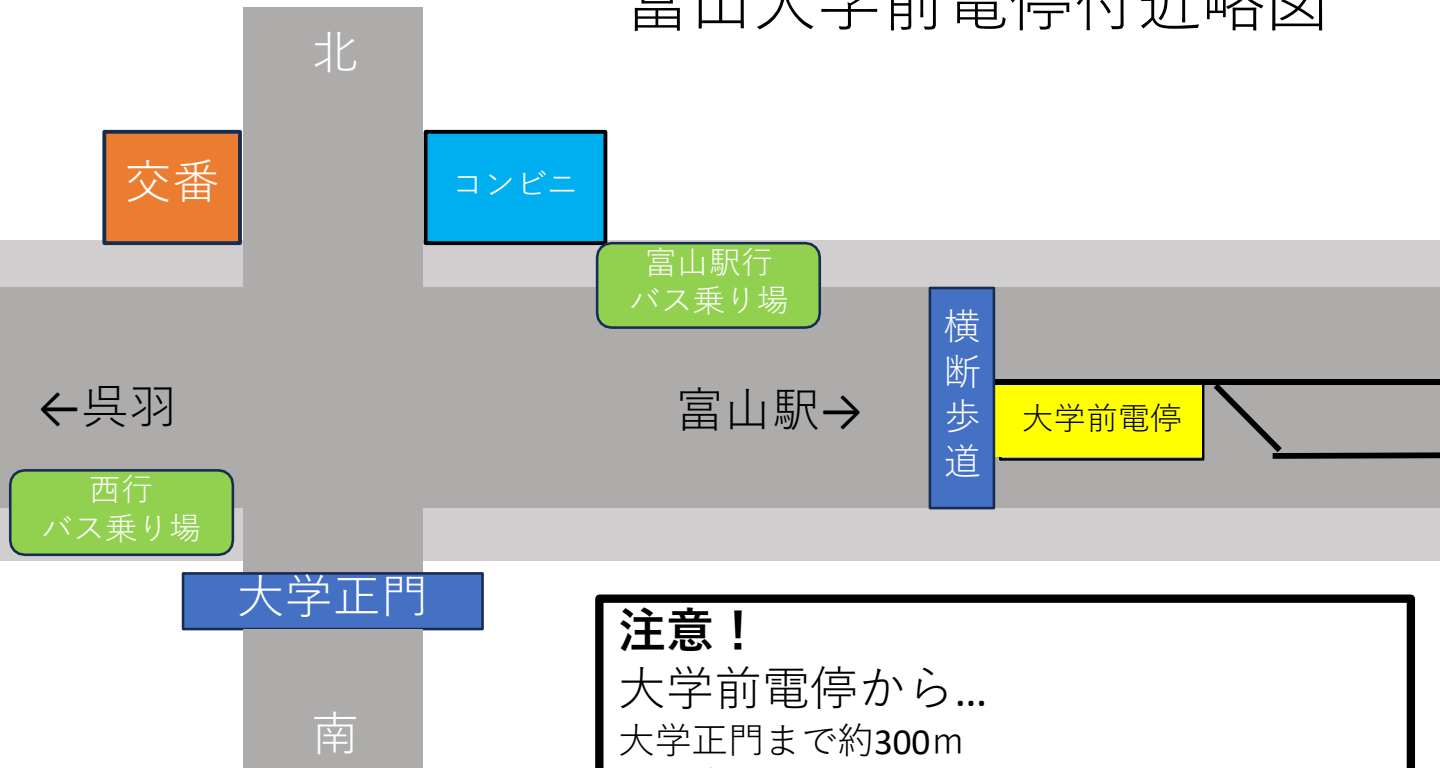 富山大学前電停付近略図
北
交番
コンビニ
富山駅行
バス乗り場
横断歩道
←呉羽
富山駅→
大学前電停
西行
バス乗り場
大学正門
注意！
大学前電停から…
大学正門まで約300ｍ
南